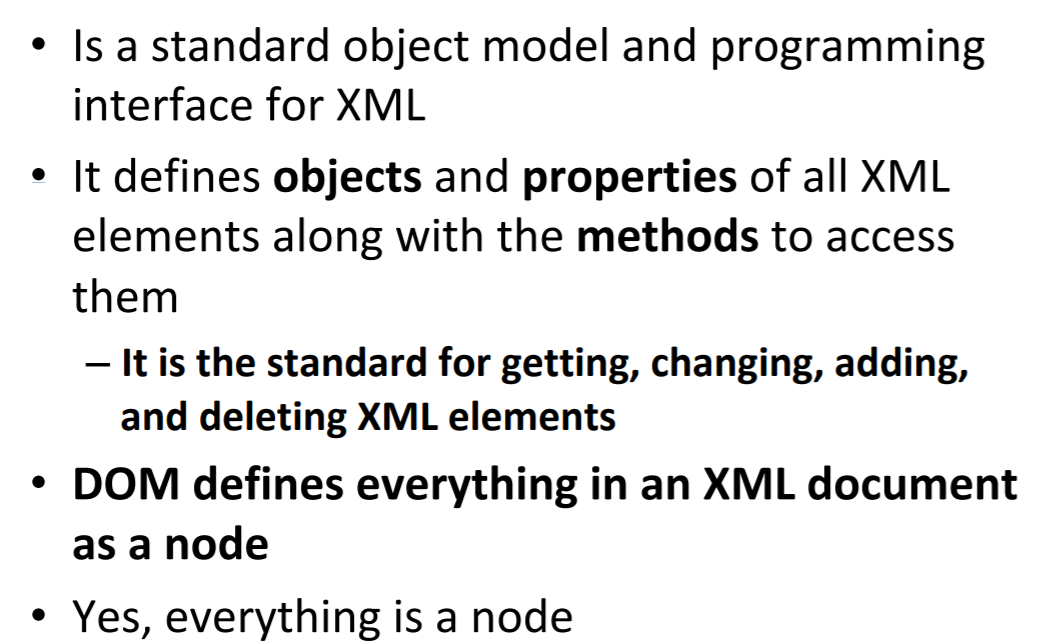 • Is a standard object model and programming
interface for XML
• It defines objects and properties of all XML
elements along with the methods to access
them
– It is the standard for getting, changing, adding,
and deleting XML elements
• DOM defines everything in an XML document
as a node
• Yes, everything is a node